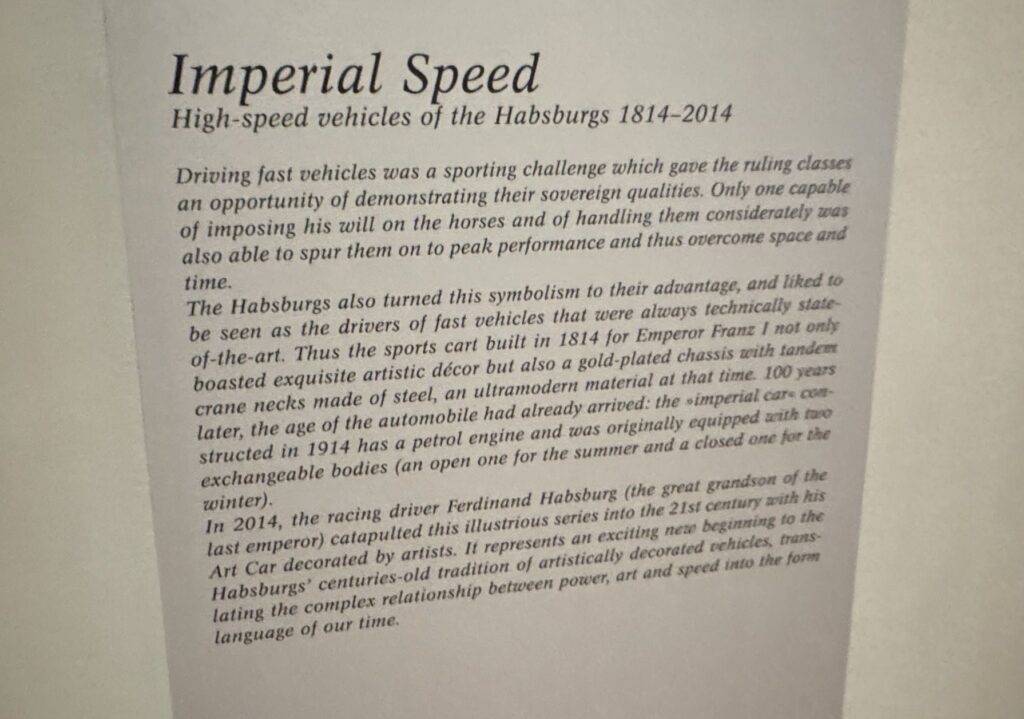 Imperial Speed
High-speed vehicles of the Habsburgs 1814–2014
Driving fast vehicles was a sporting challenge which gave the ruling classes
an opportunity of demonstrating their sovereign qualities. Only one capable
of imposing his will on the horses and of handling them considerately was
also able to spur them on to peak performance and thus overcome space and
time.
The Habsburgs also turned this symbolism to their advantage, and liked to
be seen as the drivers of fast vehicles that were always technically state-
of-the-art. Thus the sports cart built in 1814 for Emperor Franz I not only
boasted exquisite artistic décor but also a gold-plated chassis with tandem
crane necks made of steel, an ultramodern material at that time. 100 years
later, the age of the automobile had already arrived: the »imperial car« con-
structed in 1914 has a petrol engine and was originally equipped with two
exchangeable bodies (an open one for the summer and a closed one for the
winter).
In 2014, the racing driver Ferdinand Habsburg (the great grandson of the
last emperor) catapulted this illustrious series into the 21st century with his
Art Car decorated by artists. It represents an exciting new beginning to the
Habsburgs' centuries-old tradition of artistically decorated vehicles, trans-
lating the complex relationship between power, art and speed into the form
language of our time.